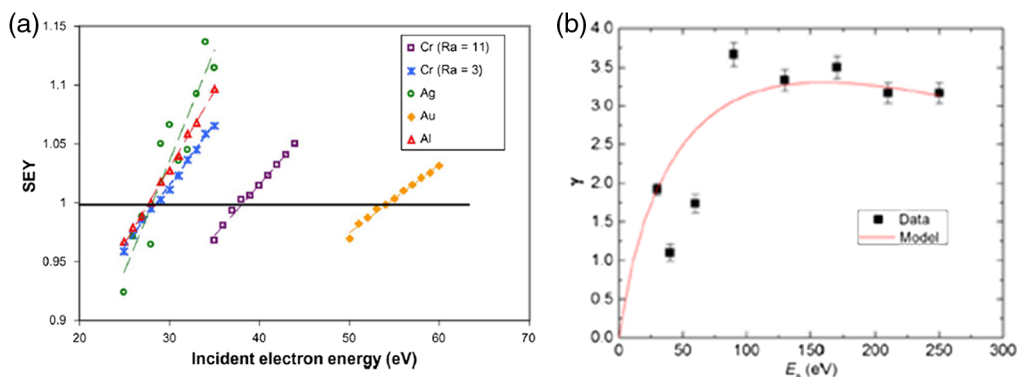 (a)
1.15
1.1
1.05
1
0.95
0.9
SEY
20
30
40
50
60
70
Incident electron energy (eV)
Cr (Ra = 11)
Cr (Ra = 3)
Ag
Au
Al
(b)
4.0
3.5
3.0
2.5
2.0
1.5
1.0
0.5
0.0
γ
0
50
100
150
200
250
300
(eV)
Data
Model